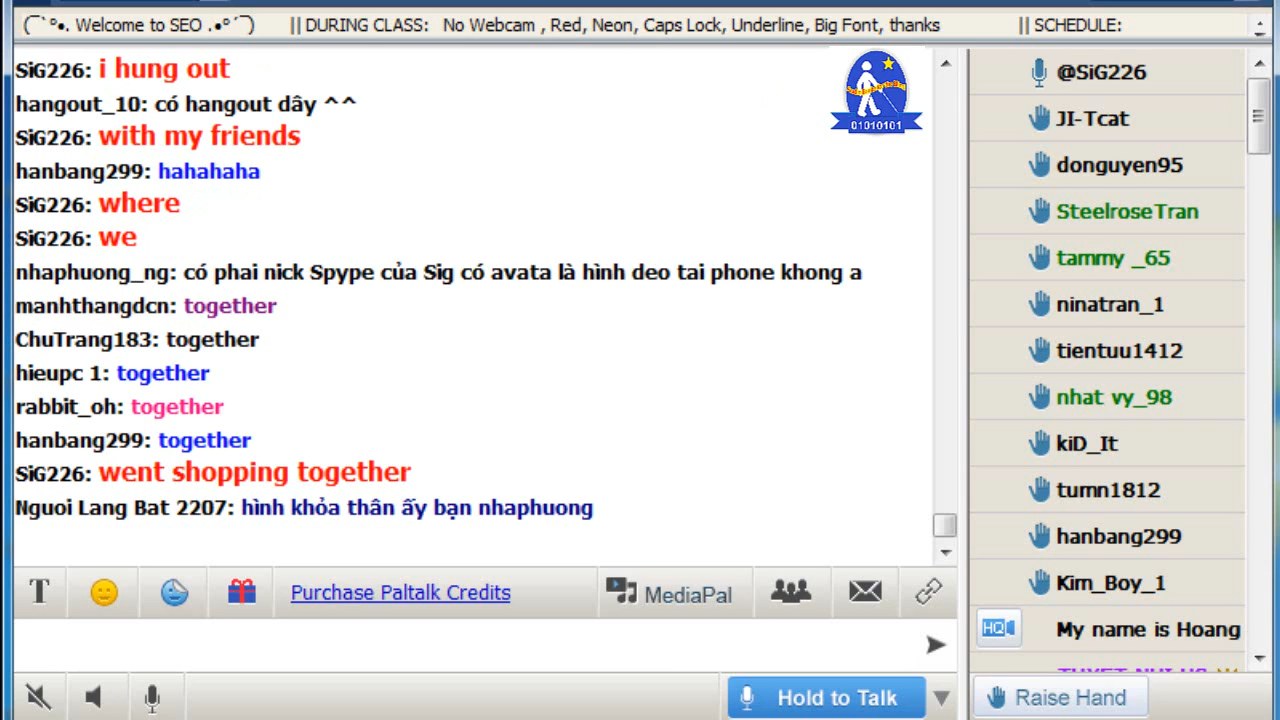 (¯`°•. Welcome to SEO .•°´¯) || DURING CLASS: No Webcam , Red, Neon, Caps Lock, Underline, Big Font, thanks || SCHEDULE:
SiG226: i hung out
hangout_10: có hangout dây ^^
SiG226: with my friends
hanbang299: hahahaha
SiG226: where
SiG226: we
nhaphuong_ng: có phai nick Spype của Sig có avata là hình deo tai phone khong a
manhthangdcn: together
ChuTrang183: together
hieupc 1: together
rabbit_oh: together
hanbang299: together
SiG226: went shopping together
Nguoi Lang Bat 2207: hình khỏa thân ấy bạn nhaphuong
01010101
@SiG226
JI-Tcat
donguyen95
SteelroseTran
tammy _65
ninatran_1
tientuu1412
nhat vy_98
kiD_It
tumn1812
hanbang299
Kim_Boy_1
HQ
My name is Hoang
T
Purchase Paltalk Credits
MediaPal
Hold to Talk
Raise Hand